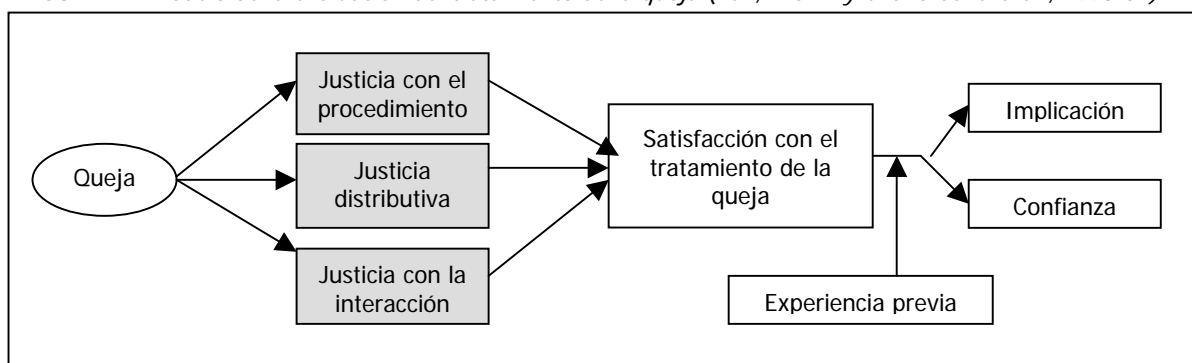 Justicia con el
procedimiento
Implicación
Satisfacción con el
tratamiento de la
queja
Queja
Justicia
distributiva
Confianza
Justicia con la
interacción
Experiencia previa